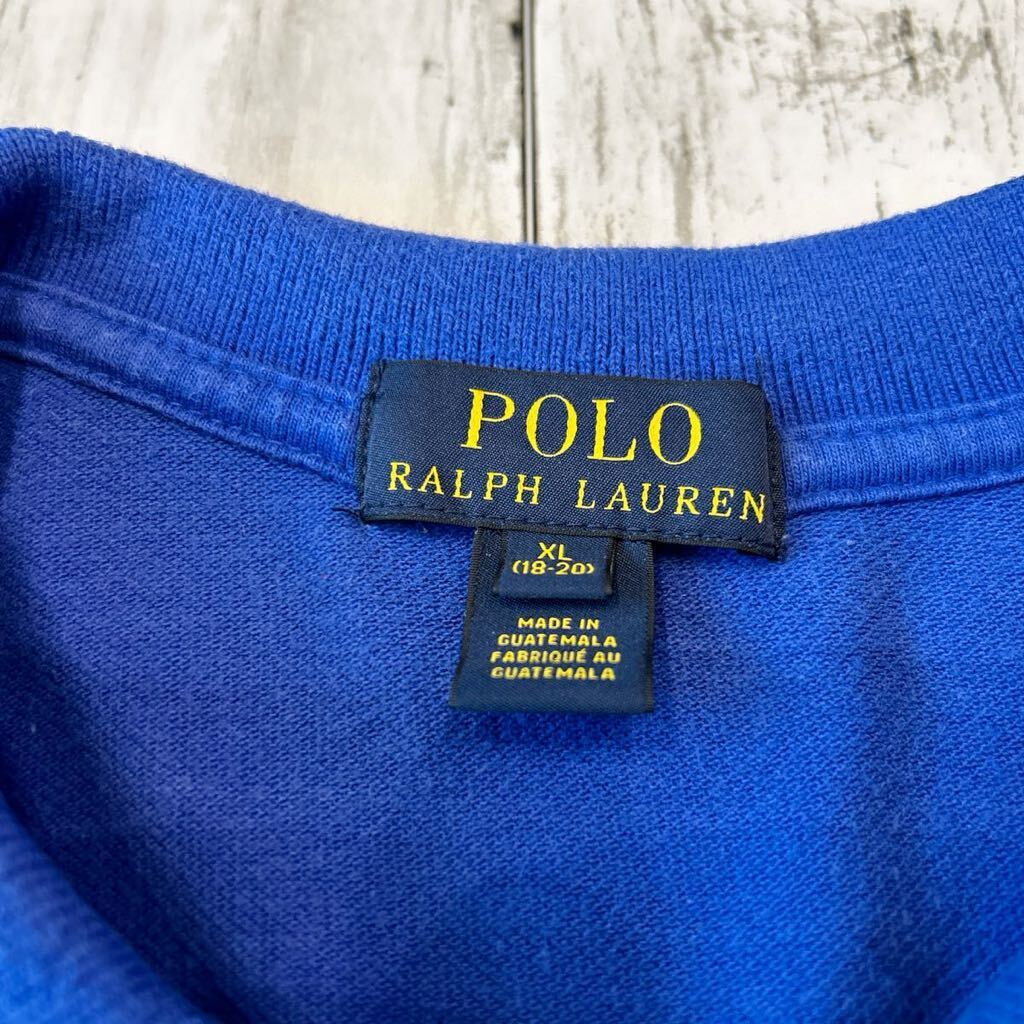 POLO
RALPH LAUREN
XL
(18-20)
MADE IN
GUATEMALA
FABRIQUÉ AU
GUATEMALA